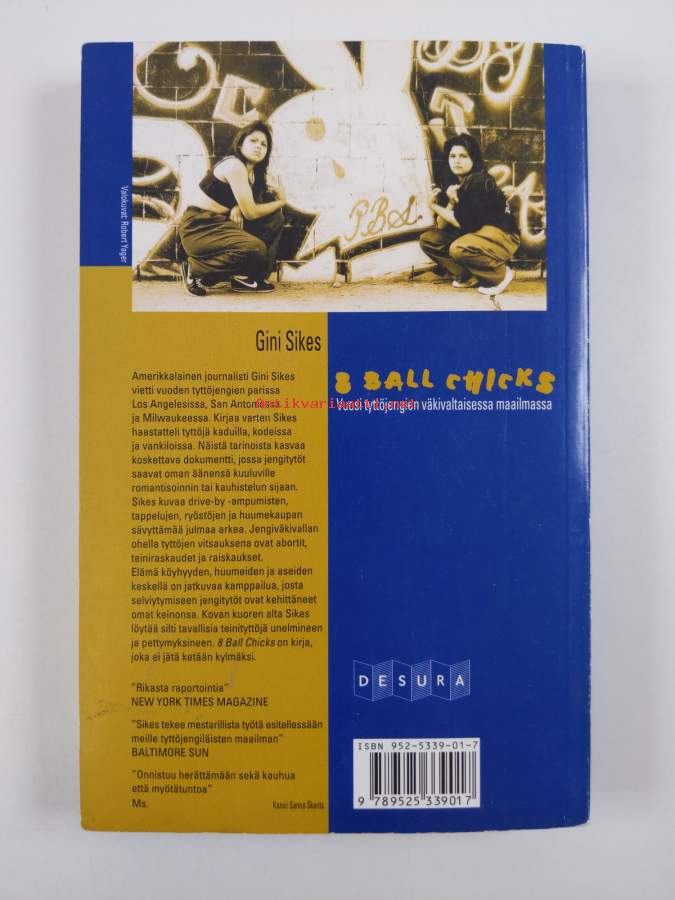 P.B.S.
Valokuvat: Robert Yager
Gini Sikes
8 BALL CHICKS
Vuosi tyttöjengien väkivaltaisessa maailmassa
Amerikkalainen journalisti Gini Sikes
vietti vuoden tyttöjengien parissa
Los Angelesissa, San Antoniossa
ja Milwaukeessa. Kirjaa varten Sikes
haastatteli tyttöjä kaduilla, kodeissa
ja vankiloissa. Näistä tarinoista kasvaa
koskettava dokumentti, jossa jengitytöt
saavat oman äänensä kuuluville
romantisoinnin tai kauhistelun sijaan.
Sikes kuvaa drive-by -ampumisten,
tappelujen, ryöstöjen ja huumekaupan
sävyttämää julmaa arkea. Jengiväkivallan
ohella tyttöjen vitsauksena ovat abortit,
teiniraskaudet ja raiskaukset.
Elämä köyhyyden, huumeiden ja aseiden
keskellä on jatkuvaa kamppailua, josta
selviytymiseen jengitytöt ovat kehittäneet
omat keinonsa. Kovan kuoren alta Sikes
löytää silti tavallisia teinityttöjä unelmineen
ja pettymyksineen. 8 Ball Chicks on kirja,
joka ei jätä ketään kylmäksi.
"Rikasta raportointia"
NEW YORK TIMES MAGAZINE
"Sikes tekee mestarillista työtä esitellessään
meille tyttöjengiläisten maailman"
BALTIMORE SUN
"Onnistuu herättämään sekä kauhua
että myötätuntoa"
Ms.
Kansi: Sanna Skants
DESURA
ISBN 952-5339-01-7
9 789525 339017
Antikvariaatti.net